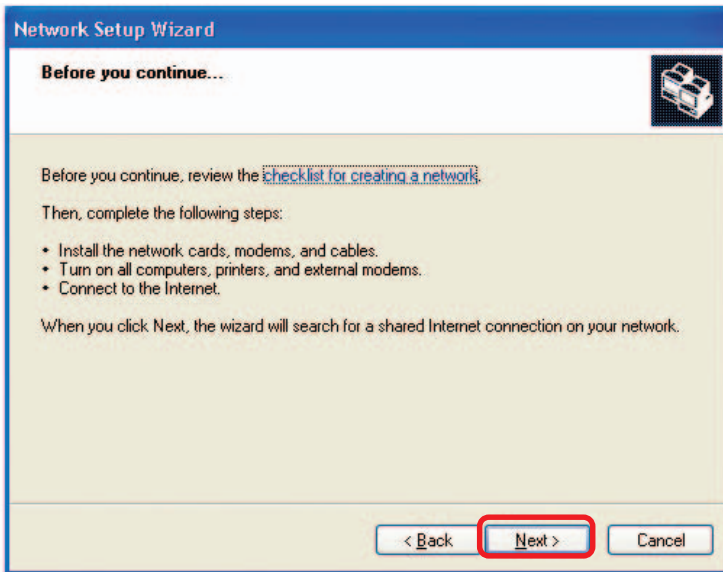 Network Setup Wizard
Before you continue...
Before you continue, review the checklist for creating a network.
Then, complete the following steps:
• Install the network cards, modems, and cables.
• Turn on all computers, printers, and external modems.
• Connect to the Internet.
When you click Next, the wizard will search for a shared Internet connection on your network.
< Back Next > Cancel